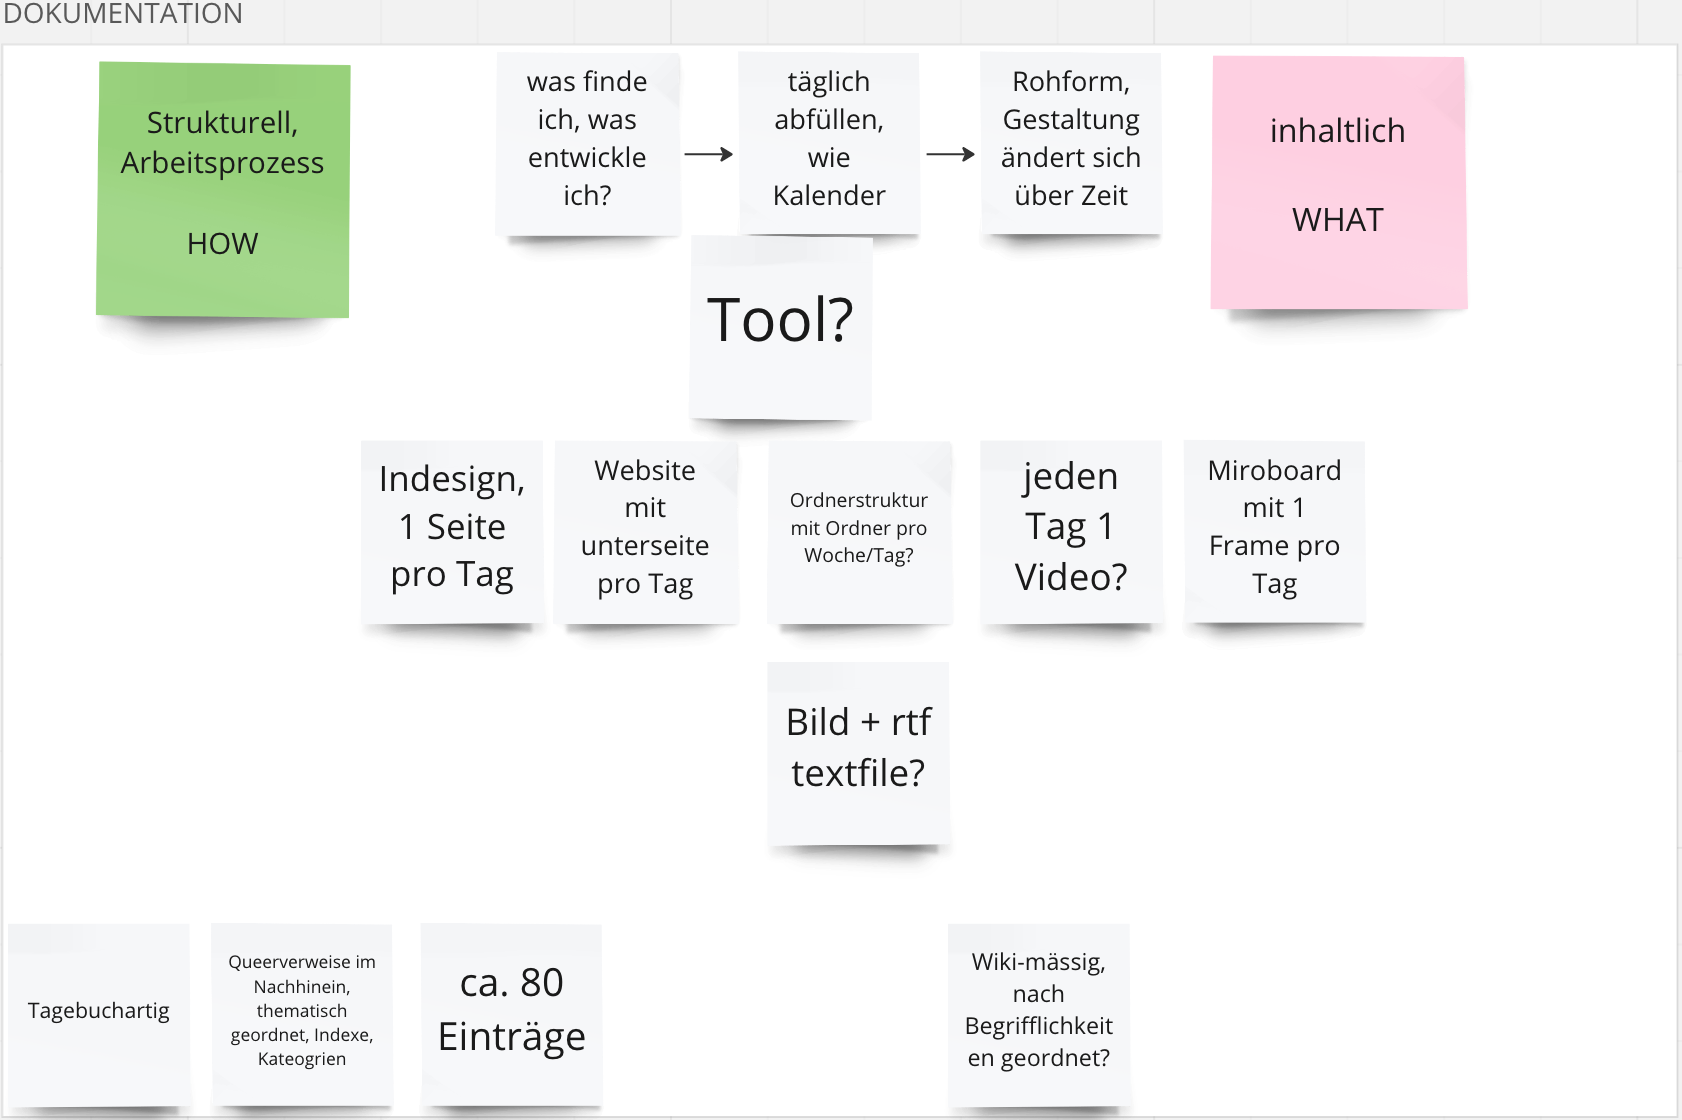 DOKUMENTATION
Strukturell,
Arbeitsprozess
HOW
was finde
ich, was
entwickle
ich?
täglich
abfüllen,
wie
Kalender
Rohform,
Gestaltung
ändert sich
über Zeit
inhaltlich
WHAT
Tool?
Indesign,
1 Seite
pro Tag
Website
mit
unterseite
pro Tag
Ordnerstruktur
mit Ordner pro
Woche/Tag?
jeden
Tag 1
Video?
Miroboard
mit 1
Frame pro
Tag
Bild + rtf
textfile?
Tagebuchartig
Queerverweise im
Nachhinein,
thematisch
geordnet, Indexe,
Kateogrien
ca. 80
Einträge
Wiki-mässig,
nach
Begrifflichkeit
en geordnet?